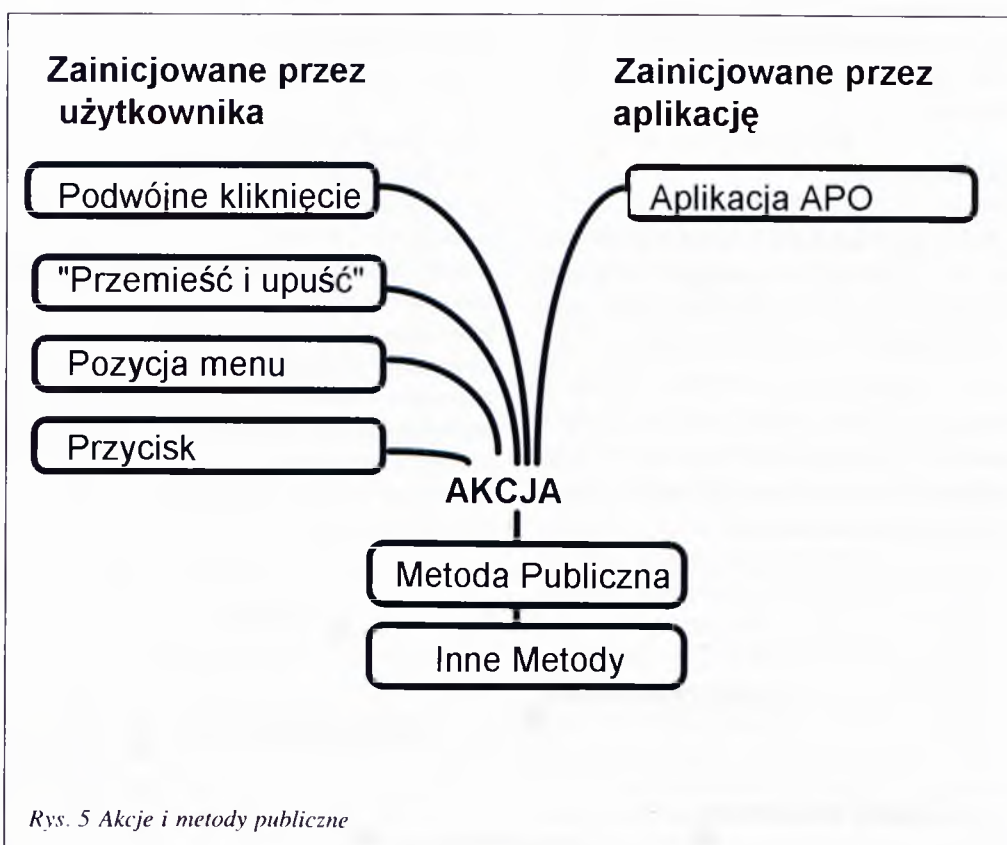 Zainicjowane przez
użytkownika
Zainicjowane przez
aplikację
Podwójne kliknięcie
Aplikacja APO
"Przemieść i upuść"
Pozycja menu
Przycisk
AKCJA
Metoda Publiczna
Inne Metody
Rys. 5 Akcje i metody publiczne